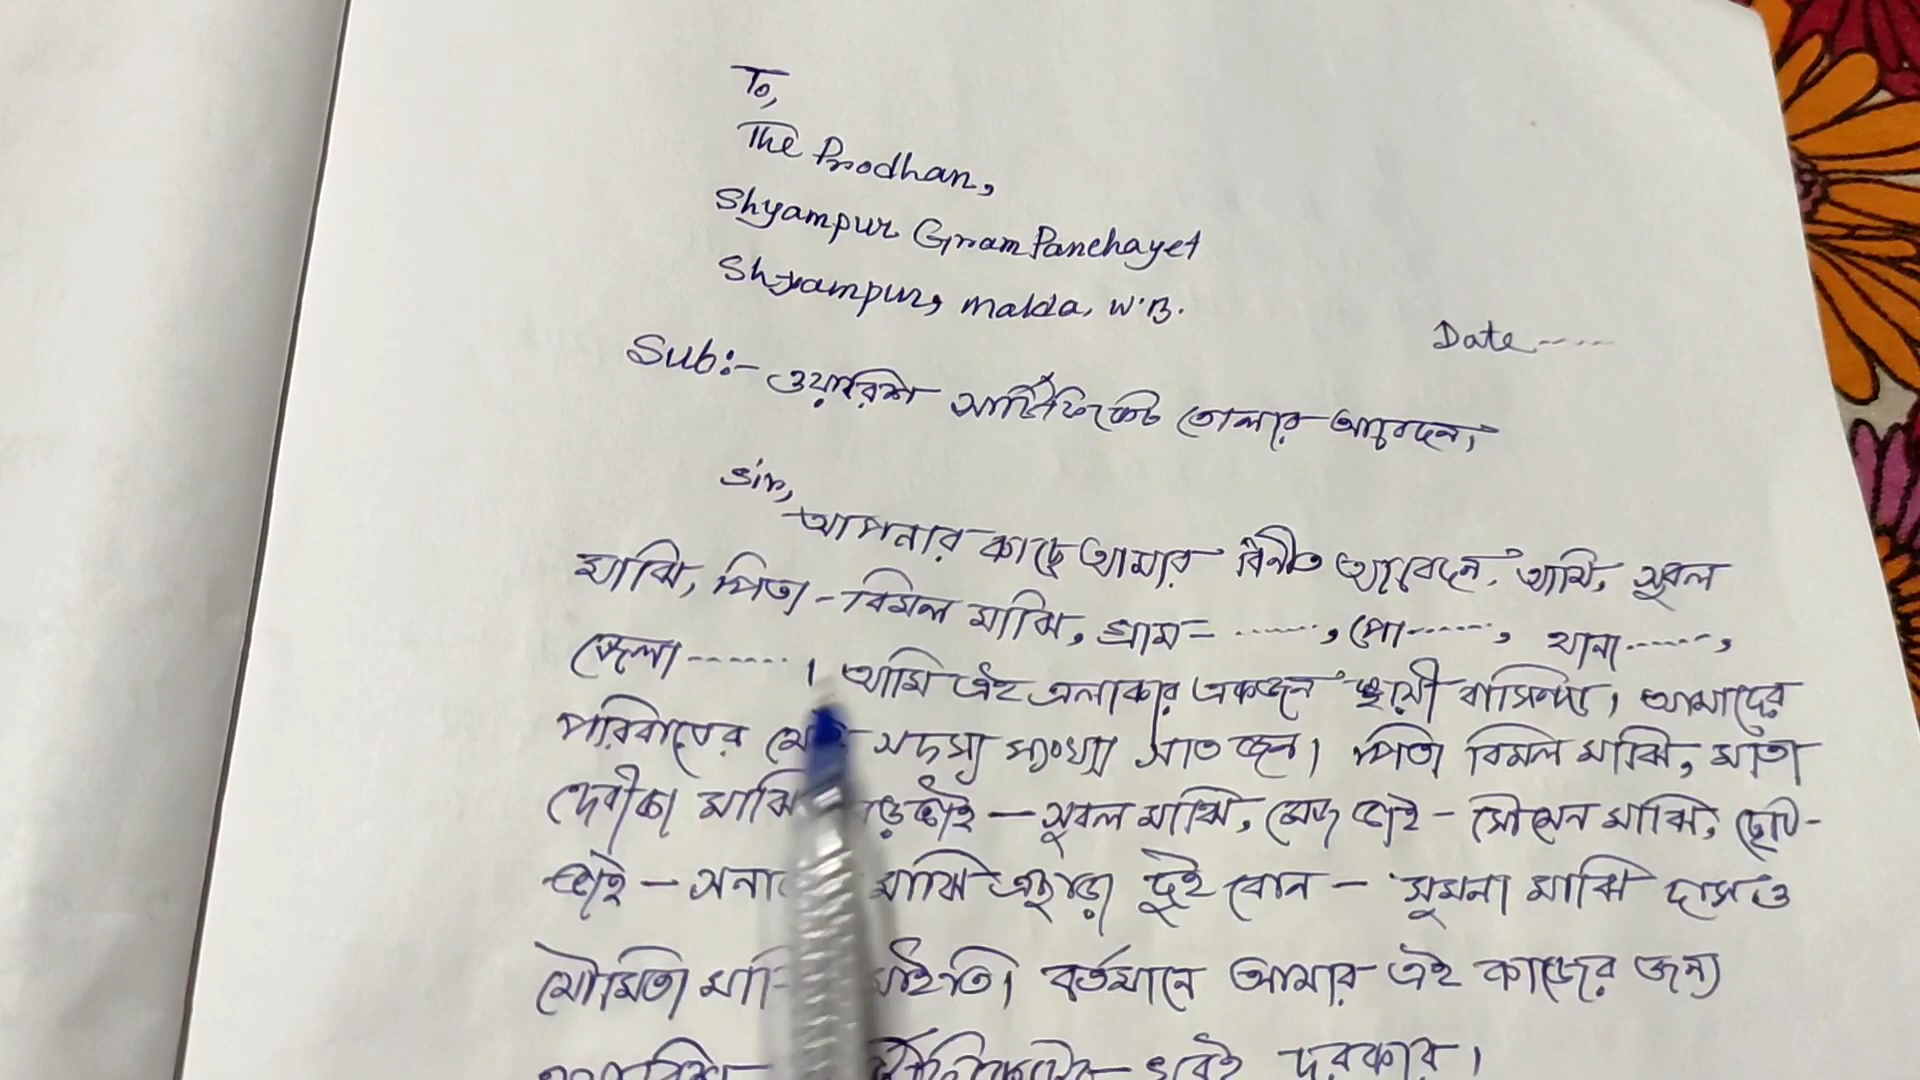 To,
The Prodhan,
Shyampur Gram Panchayet
Shyampur, Malda, W.B.
Date-----
Sub:- ওয়ারিশ সার্টিফিকেট তোলার আবেদন,
Sir,
আপনার কাছে আমার বিনীত আবেদন, আমি, সুবল
মাঝি, পিতা - বিমল মাঝি, গ্রাম= ......, পো......, থানা......,
জেলা....... । আমি এই এলাকার একজন স্থায়ী বাসিন্দা, আমাদের
পরিবারের সদস্য সংখ্যা সাত জন। পিতা বিমল মাঝি, মাতা
দেবীকা মাঝি ভাই — সুবল মাঝি, মেজ ভাই - সৌমেন মাঝি, ছোট-
ভাই — মাঝি এছাড়া দুই বোন - সুমনা মাঝি দাস ও
মৌমিতা মাইতি। বর্তমানে আমার এই কাজের জন্য
খুবই দরকার।